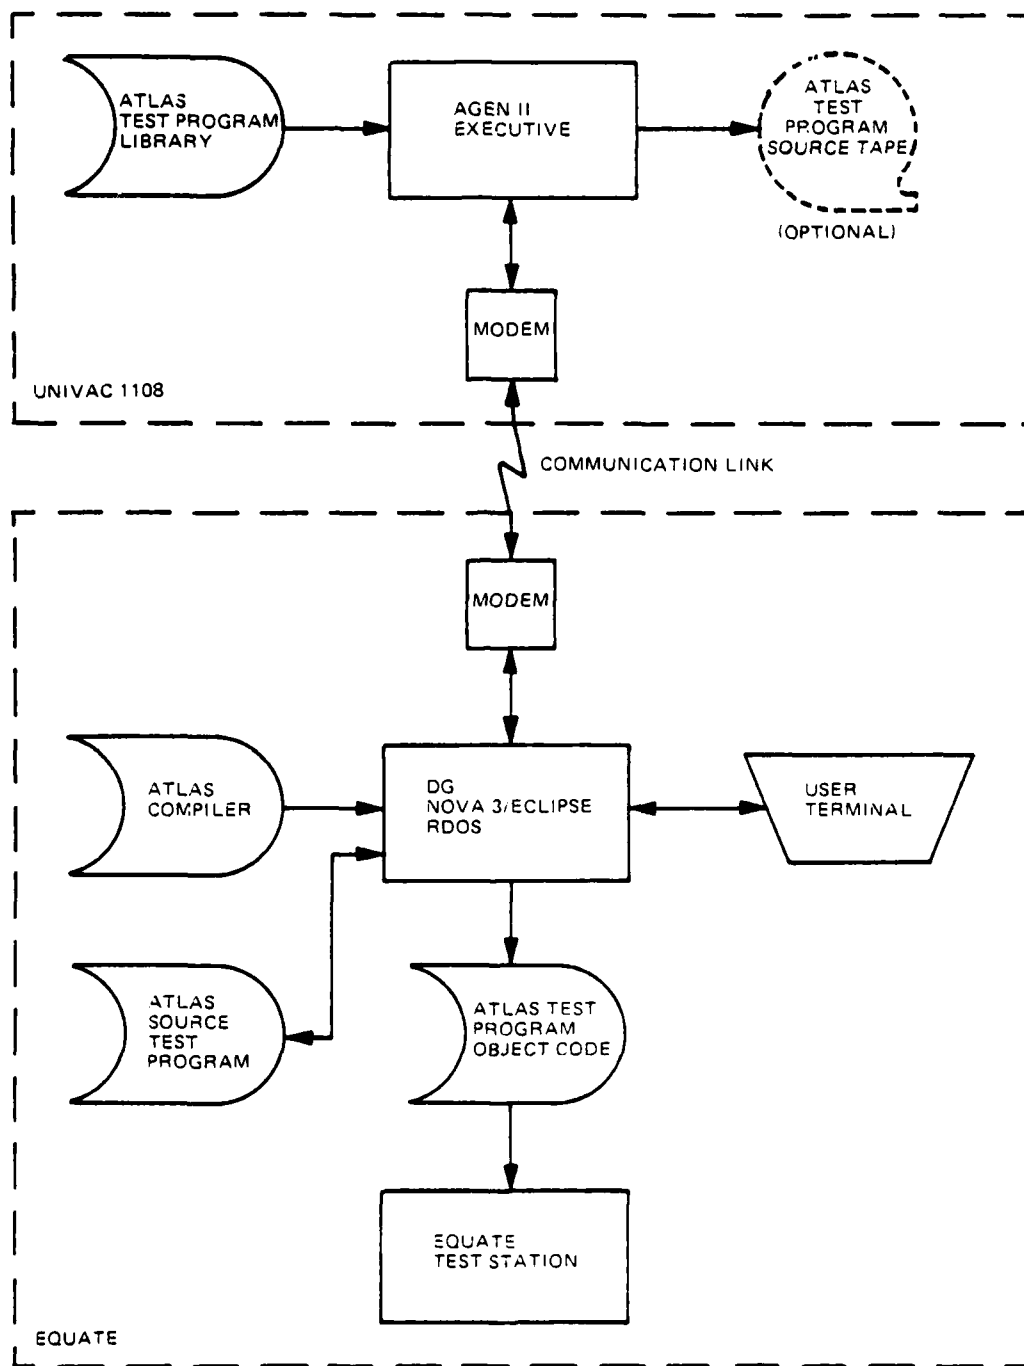 ATLAS
TEST PROGRAM
LIBRARY
AGEN II
EXECUTIVE
ATLAS
TEST
PROGRAM
SOURCE TAPE
(OPTIONAL)
MODEM
UNIVAC 1108
COMMUNICATION LINK
MODEM
ATLAS
COMPILER
DG
NOVA 3/ECLIPSE
RDOS
USER
TERMINAL
ATLAS
SOURCE
TEST
PROGRAM
ATLAS TEST
PROGRAM
OBJECT CODE
EQUATE
TEST STATION
EQUATE